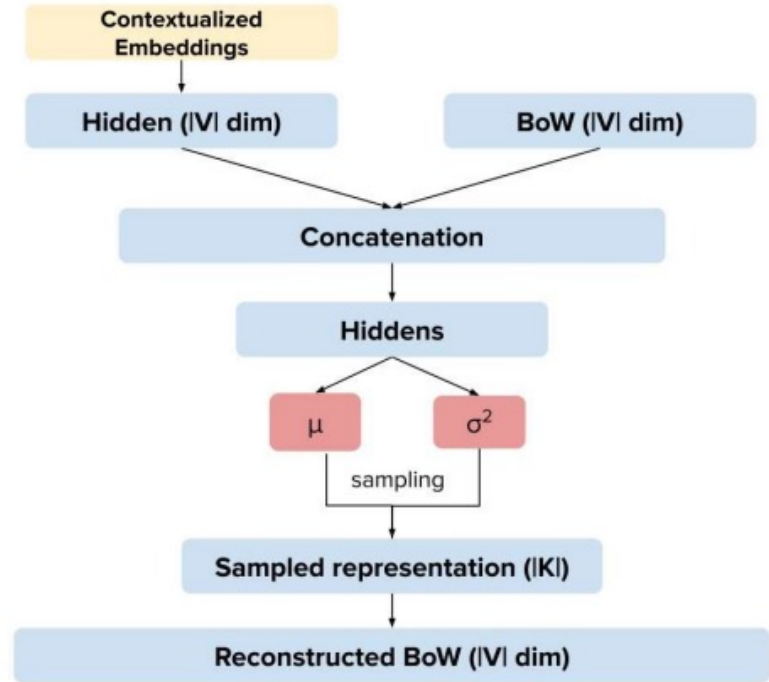 Contextualized
Embeddings
Hidden (|V| dim)
BoW (|V| dim)
Concatenation
Hiddens
μ
σ²
sampling
Sampled representation (|K|)
Reconstructed BoW (|V| dim)